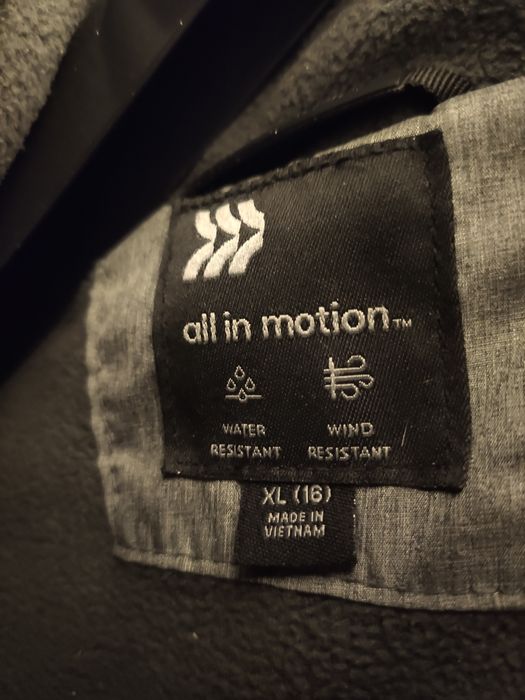 all in motion™
WATER RESISTANT
WIND RESISTANT
XL (16)
MADE IN
VIETNAM